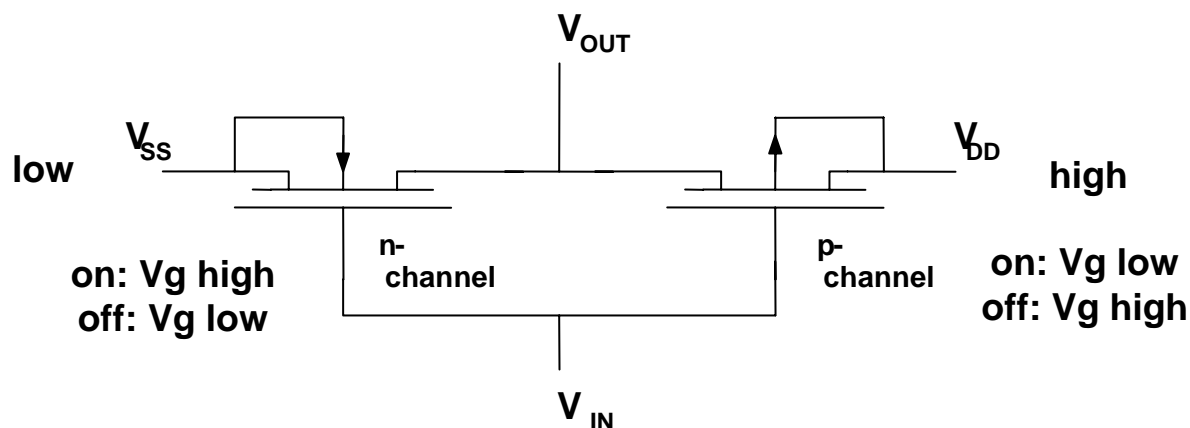 VOUT
VSS
VDD
low
high
n-
channel
p-
channel
on: Vg high
off: Vg low
on: Vg low
off: Vg high
V IN